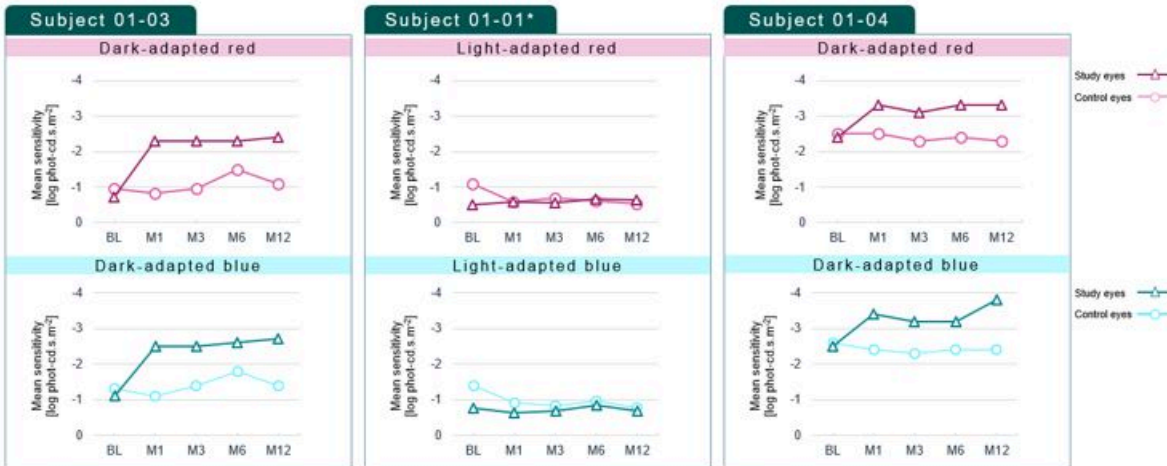 Subject 01-03
Subject 01-01*
Subject 01-04
Dark-adapted red
Light-adapted red
Dark-adapted red
Mean sensitivity
[log phot-cd.s.m-2]
-4
-3
-2
-1
0
BL M1 M3 M6 M12
Mean sensitivity
[log phot-cd.s.m-2]
-4
-3
-2
-1
0
BL M1 M3 M6 M12
Mean sensitivity
[log phot-cd.s.m-2]
-4
-3
-2
-1
0
BL M1 M3 M6 M12
Study eyes
Control eyes
Dark-adapted blue
Light-adapted blue
Dark-adapted blue
Mean sensitivity
[log phot-cd.s.m-2]
-4
-3
-2
-1
0
BL M1 M3 M6 M12
Mean sensitivity
[log phot-cd.s.m-2]
-4
-3
-2
-1
0
BL M1 M3 M6 M12
Mean sensitivity
[log phot-cd.s.m-2]
-4
-3
-2
-1
0
BL M1 M3 M6 M12
Study eyes
Control eyes